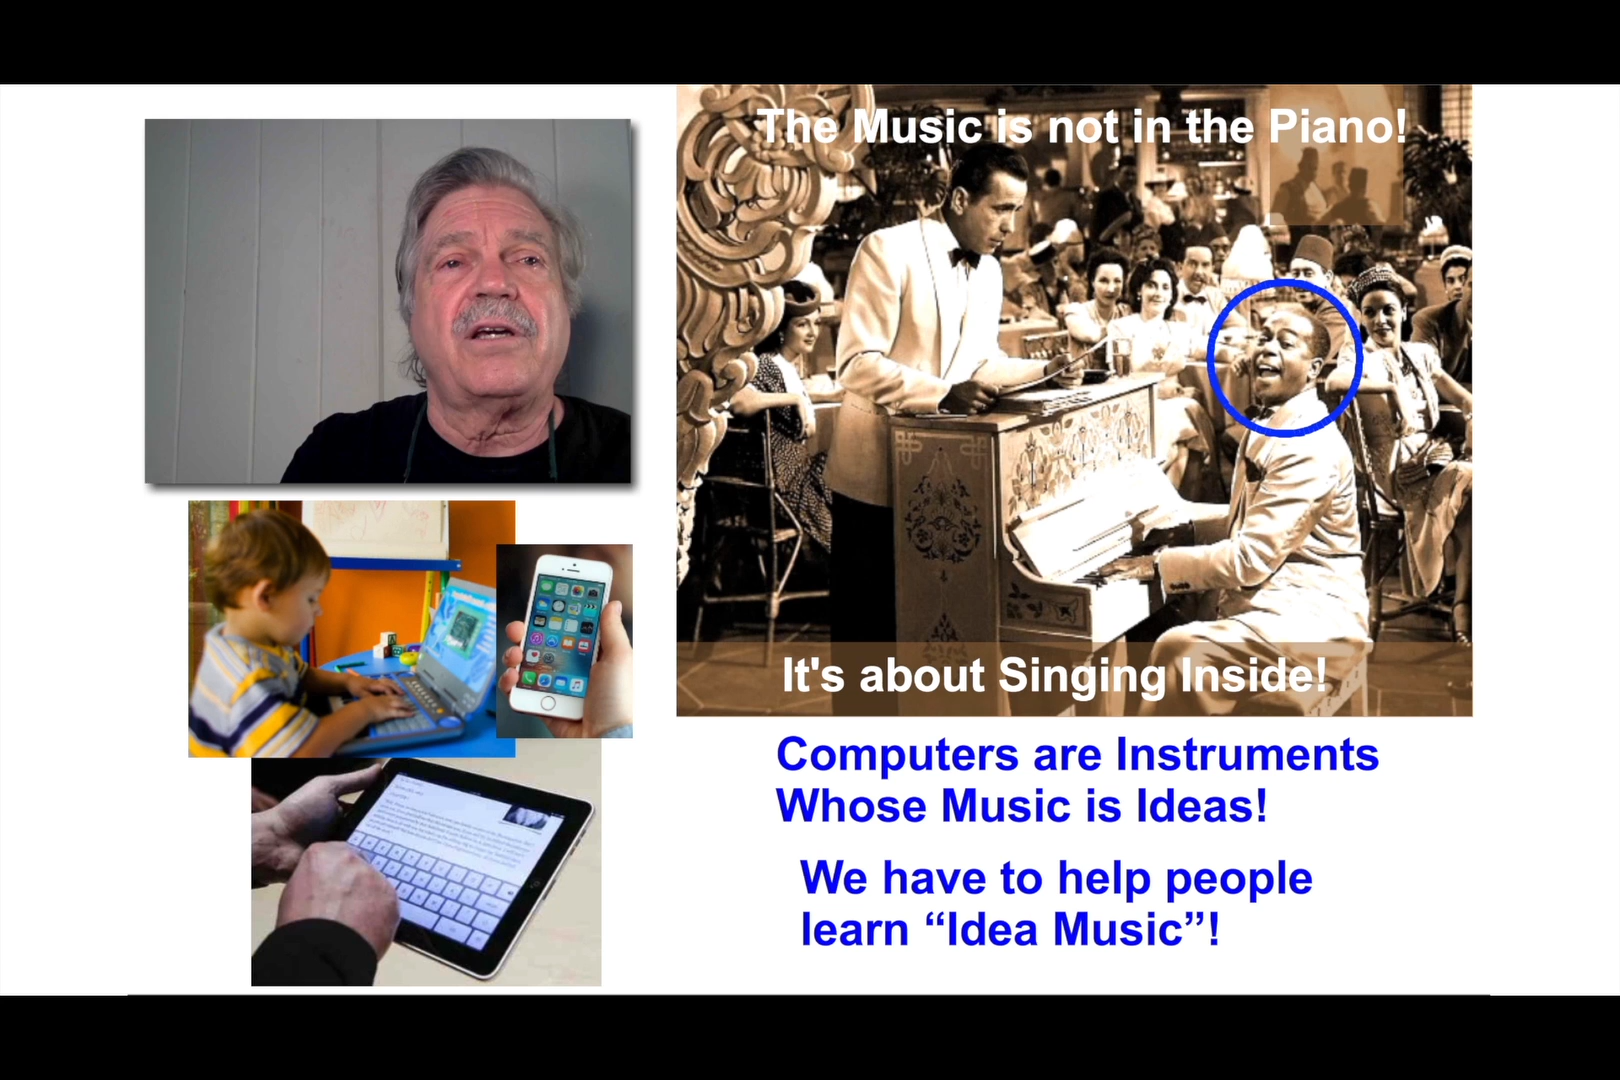 The Music is not in the Piano!
It's about Singing Inside!
Computers are Instruments
Whose Music is Ideas!
We have to help people
learn “Idea Music”!